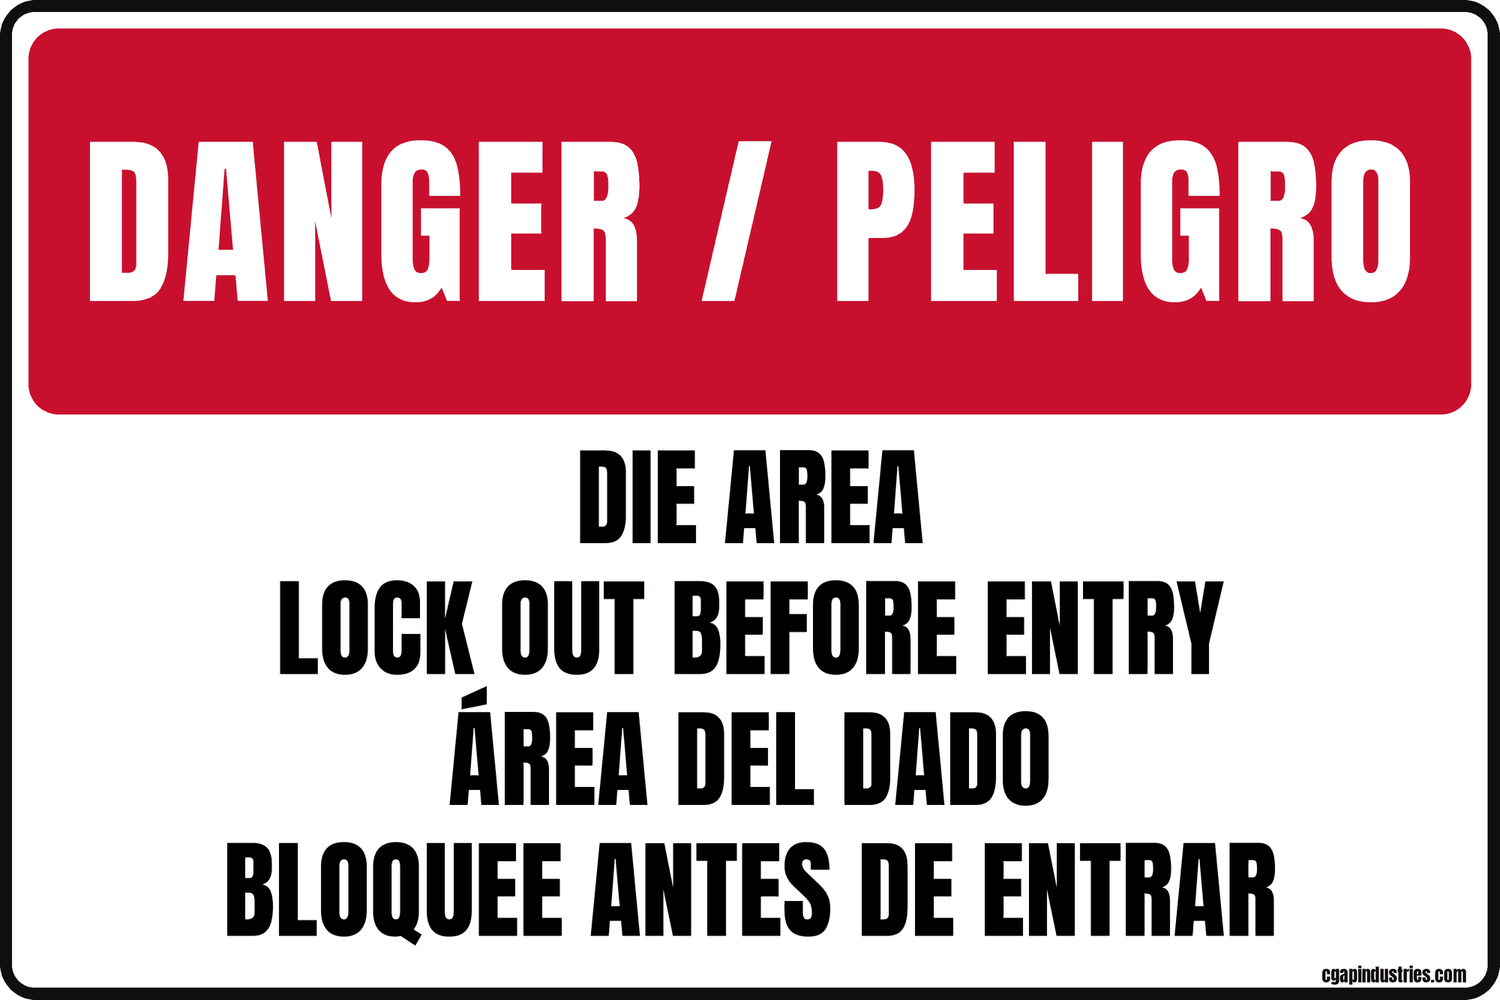 DANGER / PELIGRO
DIE AREA
LOCK OUT BEFORE ENTRY
ÁREA DEL DADO
BLOQUEE ANTES DE ENTRAR
cgapindustries.com